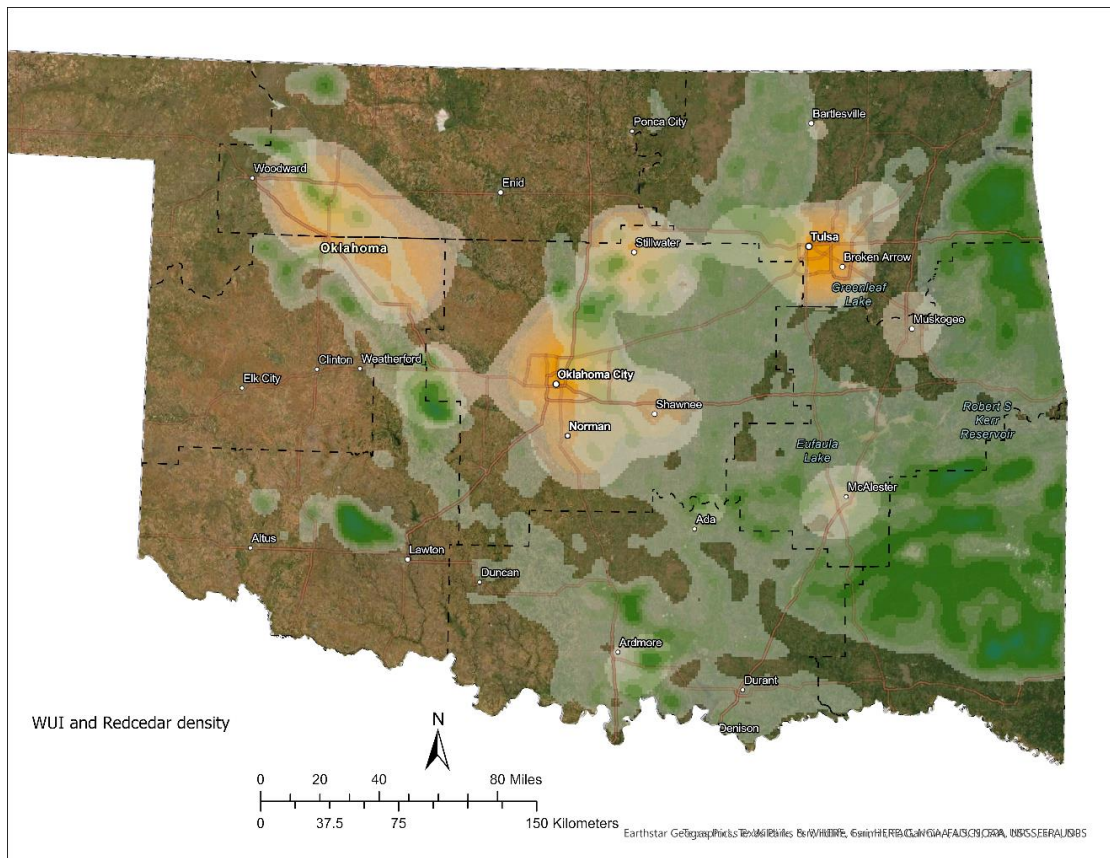 Ponca City
Bartlesville
Woodward
Enid
Oklahoma
Stillwater
Tulsa
Broken Arrow
Greenleaf
Lake
Muskogee
Clinton
Weatherford
Elk City
Oklahoma City
Shawnee
Norman
Robert S
Kerr
Reservoir
Eufaula
Lake
McAlester
Ada
Altus
Lawton
Duncan
Ardmore
Durant
Denison
WUI and Redcedar density
N
0 20 40 80 Miles
0 37.5 75 150 Kilometers
Earthstar Geographics